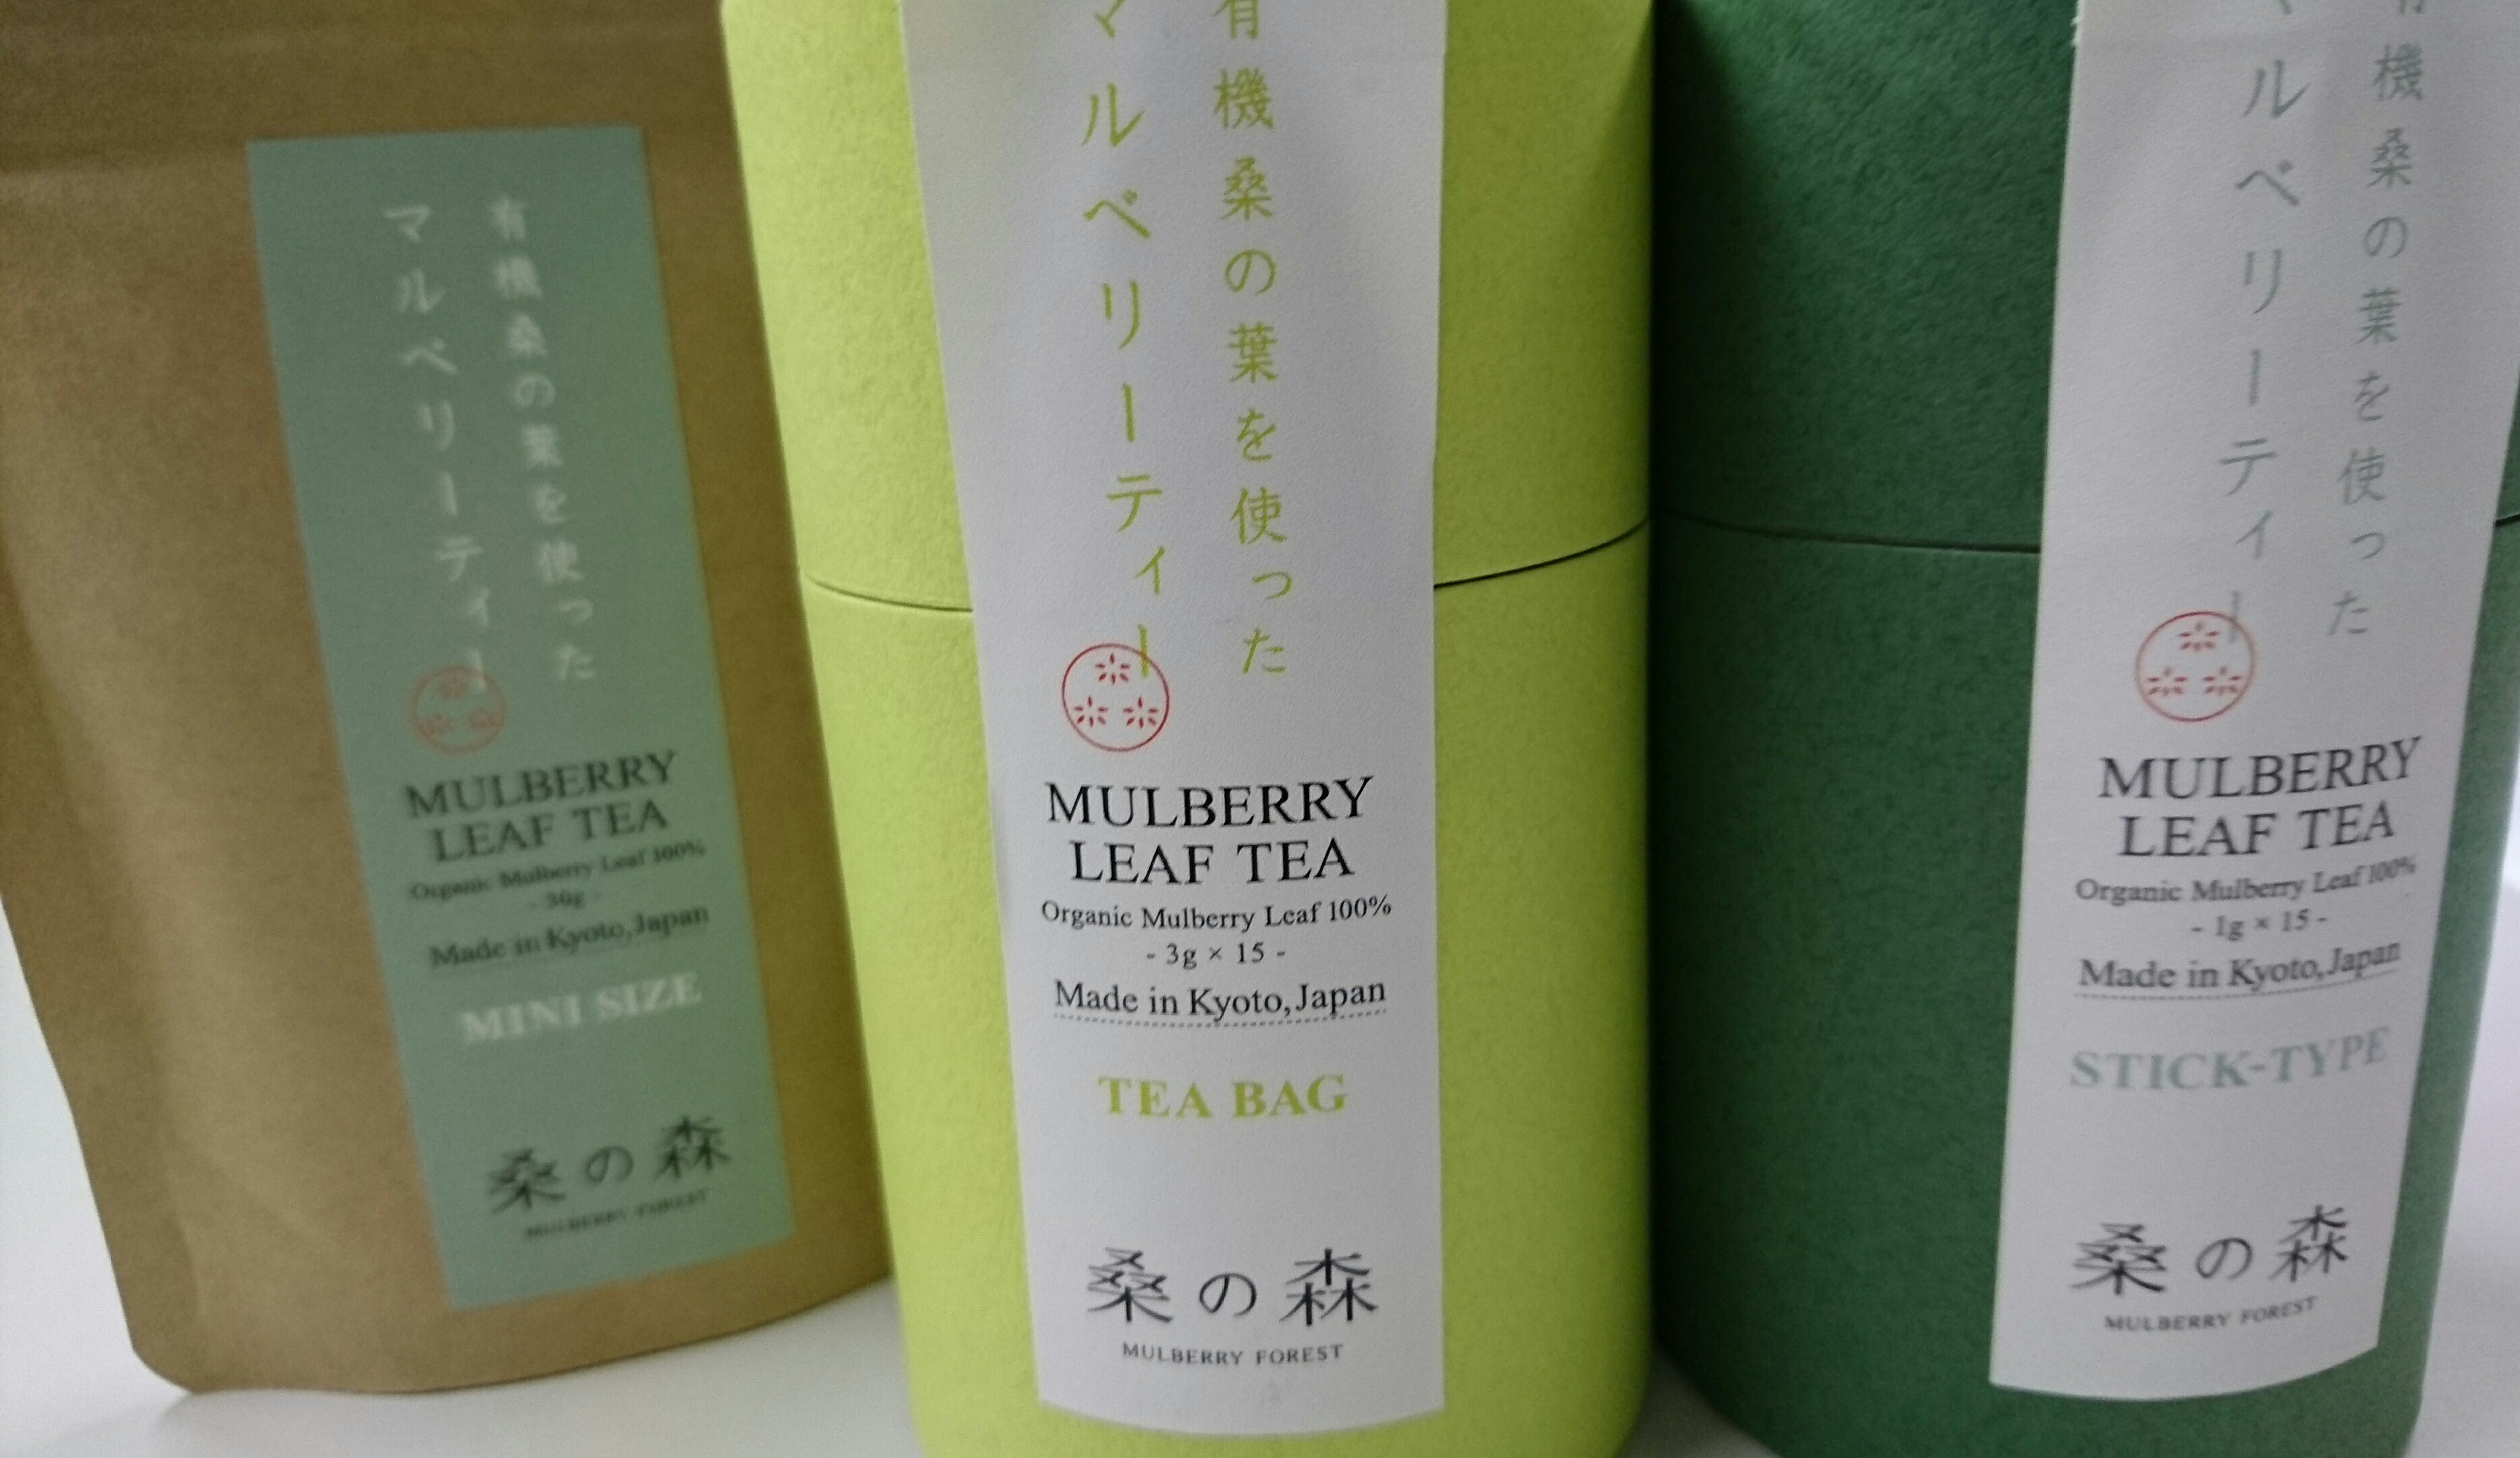 有機桑の葉を使った
マルベリーティー
MULBERRY
LEAF TEA
Organic Mulberry Leaf 100%
- 30g -
Made in Kyoto,Japan
MINI SIZE
桑の森
MULBERRY FOREST
有機桑の葉を使った
マルベリーティー
MULBERRY
LEAF TEA
Organic Mulberry Leaf 100%
- 3g × 15 -
Made in Kyoto,Japan
TEA BAG
桑の森
MULBERRY FOREST
有機桑の葉を使った
マルベリーティー
MULBERRY
LEAF TEA
Organic Mulberry Leaf 100%
- 1g × 15 -
Made in Kyoto,Japan
STICK-TYPE
桑の森
MULBERRY FOREST